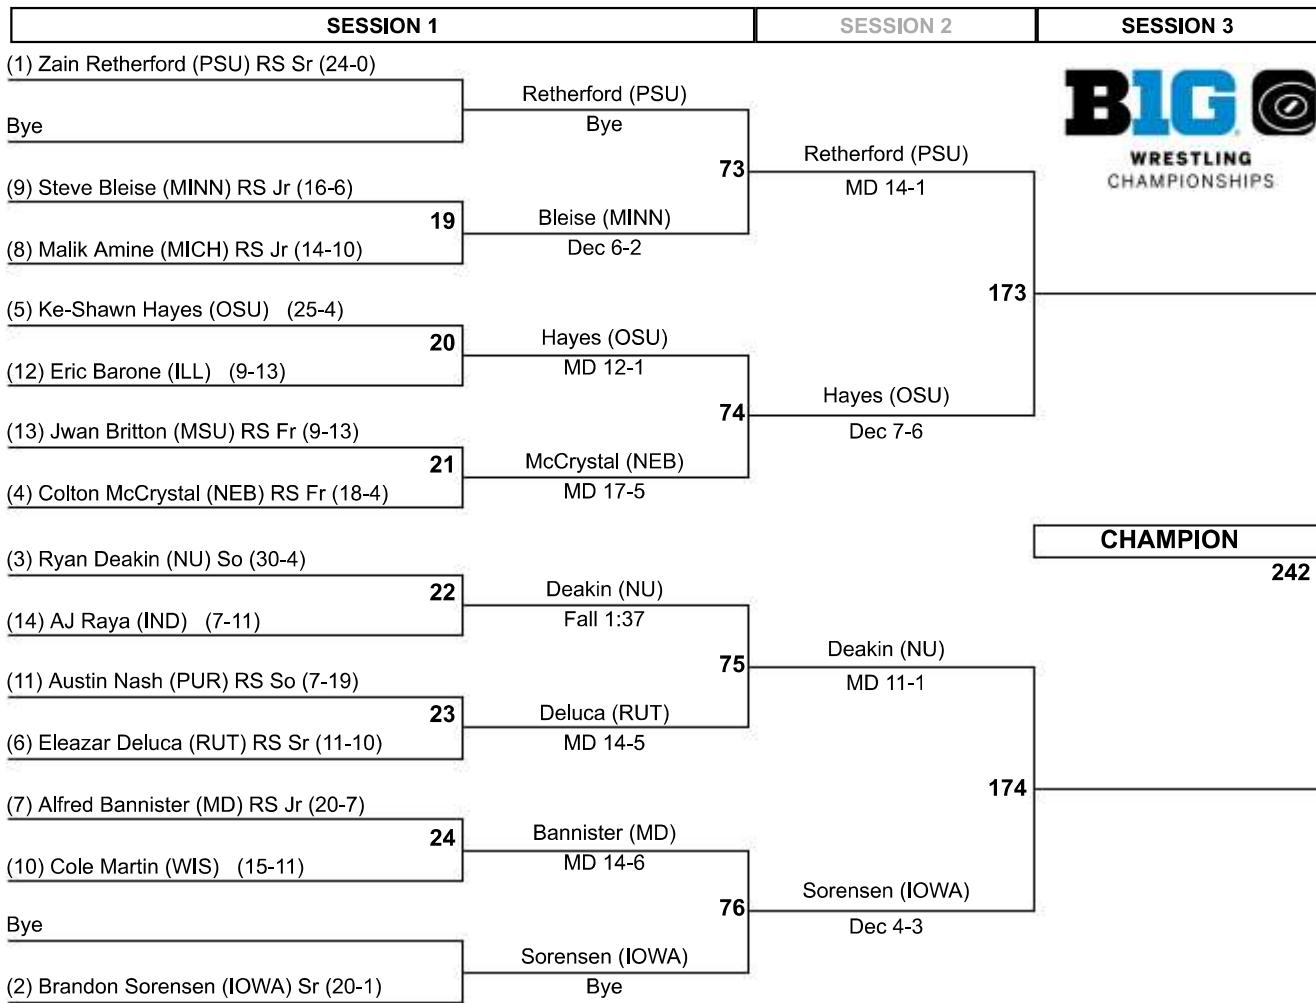 SESSION 1
SESSION 2
SESSION 3
(1) Zain Retherford (PSU) RS Sr (24-0)
Bye
(9) Steve Bleise (MINN) RS Jr (16-6)
19
(8) Malik Amine (MICH) RS Jr (14-10)
(5) Ke-Shawn Hayes (OSU) (25-4)
20
(12) Eric Barone (ILL) (9-13)
(13) Jwan Britton (MSU) RS Fr (9-13)
21
(4) Colton McCrystal (NEB) RS Fr (18-4)
(3) Ryan Deakin (NU) So (30-4)
22
(14) AJ Raya (IND) (7-11)
(11) Austin Nash (PUR) RS So (7-19)
23
(6) Eleazar Deluca (RUT) RS Sr (11-10)
(7) Alfred Bannister (MD) RS Jr (20-7)
24
(10) Cole Martin (WIS) (15-11)
Bye
(2) Brandon Sorensen (IOWA) Sr (20-1)
Retherford (PSU)
Bye
73
Bleise (MINN)
Dec 6-2
Hayes (OSU)
MD 12-1
74
McCrystal (NEB)
MD 17-5
Deakin (NU)
Fall 1:37
75
Deluca (RUT)
MD 14-5
Bannister (MD)
MD 14-6
76
Sorensen (IOWA)
Bye
Retherford (PSU)
MD 14-1
173
Hayes (OSU)
Dec 7-6
Deakin (NU)
MD 11-1
174
Sorensen (IOWA)
Dec 4-3
B1G
WRESTLING
CHAMPIONSHIPS
CHAMPION
242